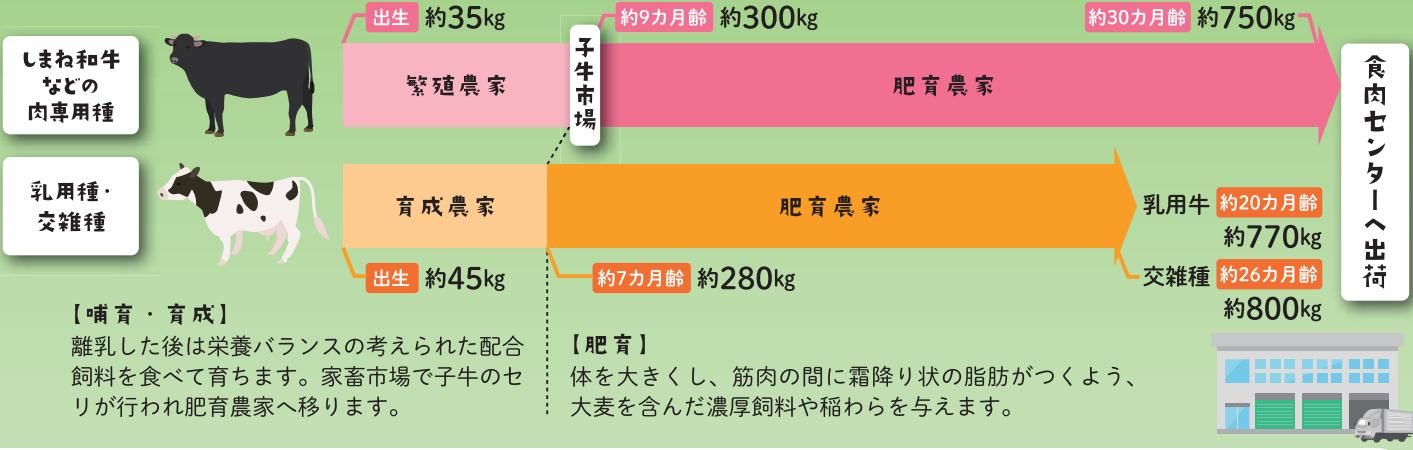 出生 約35kg
約9カ月齢 約300kg
約30カ月齢 約750kg
しまね和牛
などの
肉専用種
繁殖農家
子牛市場
肥育農家
食肉センターへ出荷
乳用種・
交雑種
育成農家
肥育農家
乳用牛 約20カ月齢
約770kg
交雑種 約26カ月齢
約800kg
出生 約45kg
約7カ月齢 約280kg
【哺育・育成】
離乳した後は栄養バランスの考えられた配合
飼料を食べて育ちます。家畜市場で子牛のセ
リが行われ肥育農家へ移ります。
【肥育】
体を大きくし、筋肉の間に霜降り状の脂肪がつくよう、
大麦を含んだ濃厚飼料や稲わらを与えます。